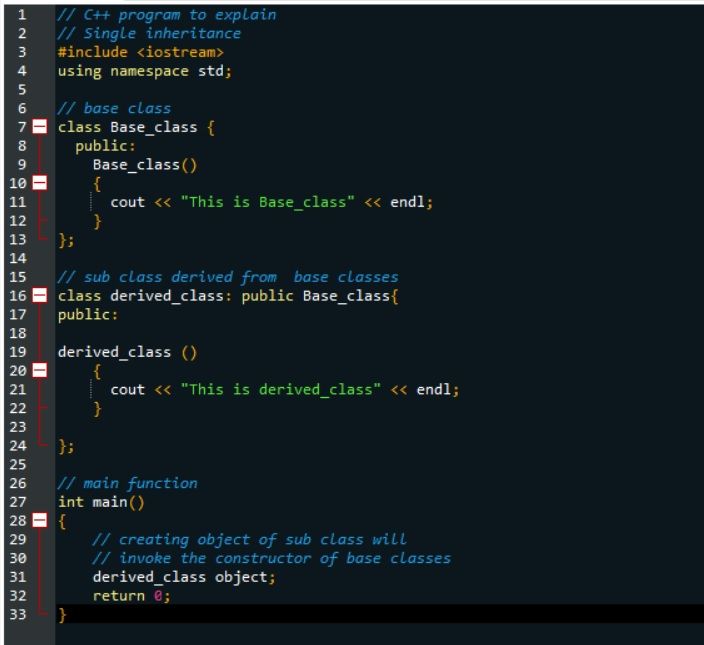 1 // C++ program to explain
2 // Single inheritance
3 #include <iostream>
4 using namespace std;
5
6 // base class
7 class Base_class {
8   public:
9     Base_class()
10     {
11       cout << "This is Base_class" << endl;
12     }
13 };
14
15 // sub class derived from  base classes
16 class derived_class: public Base_class{
17 public:
18
19 derived_class ()
20     {
21       cout << "This is derived_class" << endl;
22     }
23
24 };
25
26 // main function
27 int main()
28 {
29     // creating object of sub class will
30     // invoke the constructor of base classes
31     derived_class object;
32     return 0;
33 }